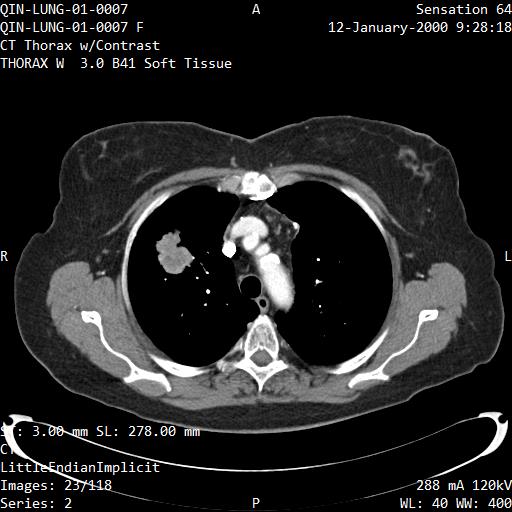 QIN-LUNG-01-0007
A
Sensation 64
QIN-LUNG-01-0007 F
12-January-2000 9:28:18
CT Thorax w/Contrast
THORAX W 3.0 B41 Soft Tissue
R
L
ST: 3.00 mm SL: 278.00 mm
CT
LittleEndianImplicit
Images: 23/118
288 mA 120kV
Series: 2
P
WL: 40 WW: 400